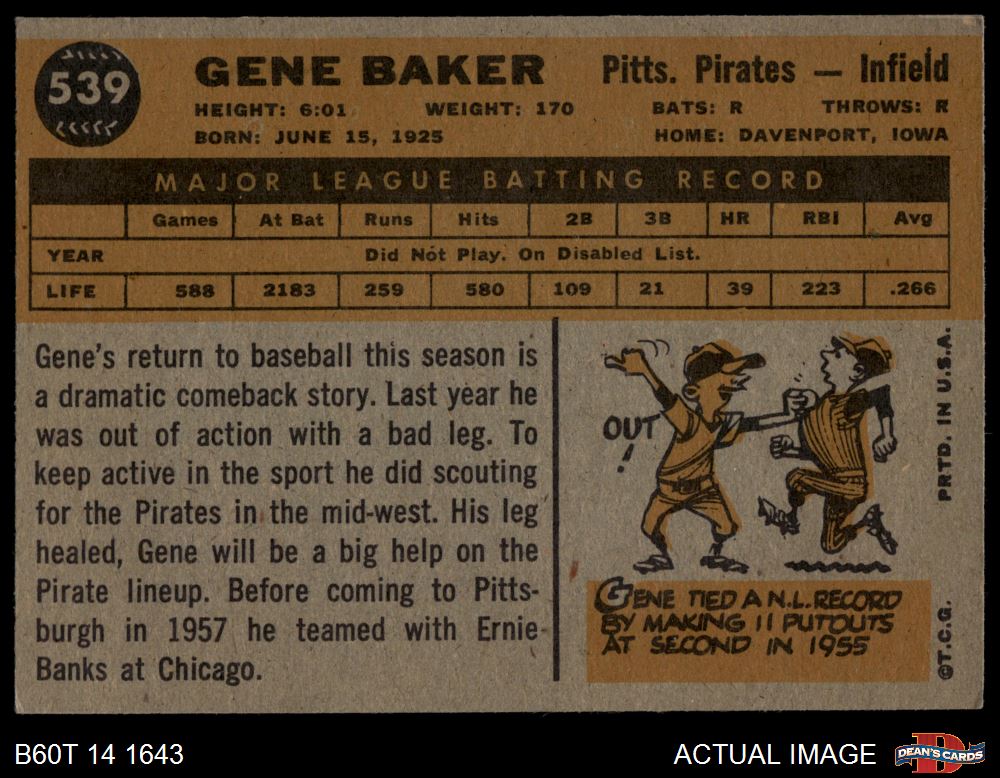 539
GENE BAKER
Pitts. Pirates — Infield
HEIGHT: 6:01 WEIGHT: 170 BATS: R THROWS: R
BORN: JUNE 15, 1925 HOME: DAVENPORT, IOWA
MAJOR LEAGUE BATTING RECORD
Games At Bat Runs Hits 2B 3B HR RBI Avg
YEAR Did Not Play. On Disabled List.
LIFE 588 2183 259 580 109 21 39 223 .266
Gene's return to baseball this season is
a dramatic comeback story. Last year he
was out of action with a bad leg. To
keep active in the sport he did scouting
for the Pirates in the mid-west. His leg
healed, Gene will be a big help on the
Pirate lineup. Before coming to Pitts-
burgh in 1957 he teamed with Ernie
Banks at Chicago.
OUT
!
GENE TIED A N.L. RECORD
BY MAKING 11 PUTOUTS
AT SECOND IN 1955
©T.C.G. PRTD. IN U.S.A.
B60T 14 1643
ACTUAL IMAGE
D
DEAN'S CARDS